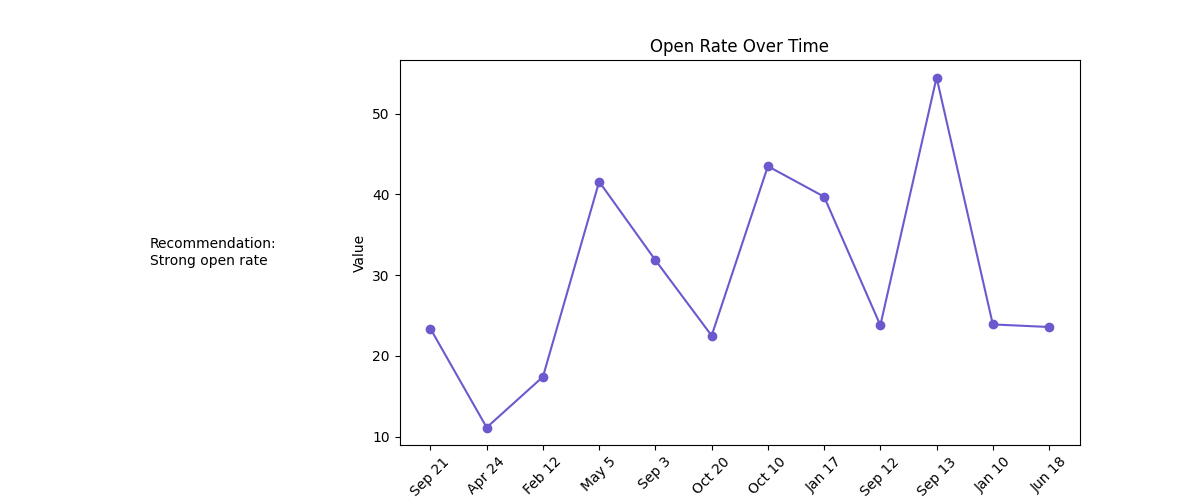 Open Rate Over Time
Recommendation:
Strong open rate
Value
50
40
30
20
10
Sep 21
Apr 24
Feb 12
May 5
Sep 3
Oct 20
Oct 10
Jan 17
Sep 12
Sep 13
Jan 10
Jun 18